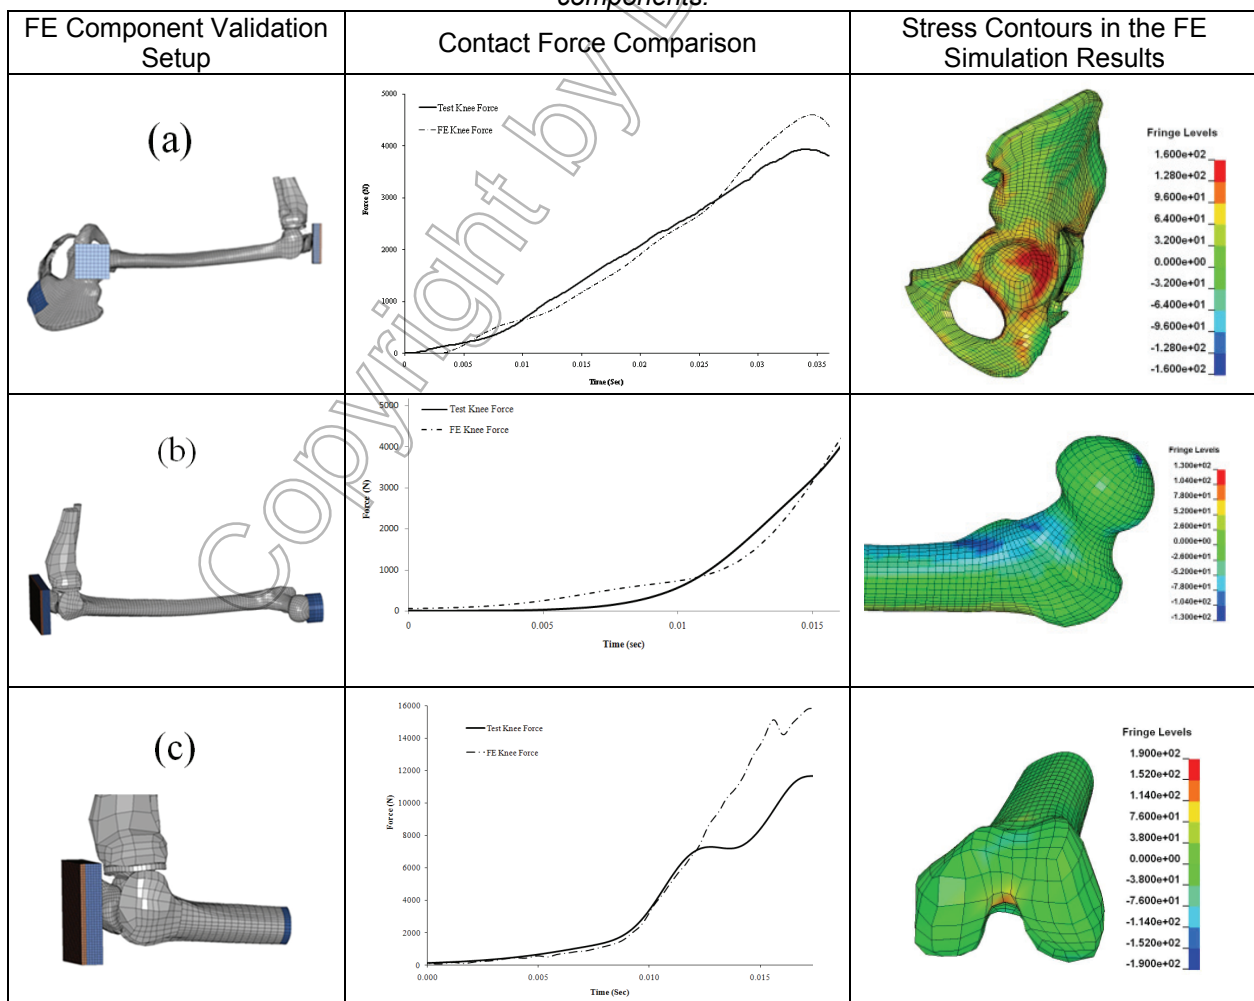 components.
FE Component Validation
Setup
Contact Force Comparison
Stress Contours in the FE
Simulation Results
(a)
5000
4000
3000
2000
1000
0
Force (N)
Test Knee Force
FE Knee Force
0 0.005 0.01 0.015 0.02 0.025 0.03 0.035
Time (Sec)
Fringe Levels
1.600e+02
1.280e+02
9.600e+01
6.400e+01
3.200e+01
0.000e+00
-3.200e+01
-6.400e+01
-9.600e+01
-1.280e+02
-1.600e+02
(b)
5000
4000
3000
2000
1000
0
Force (N)
Test Knee Force
FE Knee Force
0 0.005 0.01 0.015
Time (sec)
Fringe Levels
1.300e+02
1.040e+02
7.800e+01
5.200e+01
2.600e+01
0.000e+00
-2.600e+01
-5.200e+01
-7.800e+01
-1.040e+02
-1.300e+02
(c)
16000
14000
12000
10000
8000
6000
4000
2000
0
Force (N)
Test Knee Force
FE Knee Force
0.000 0.005 0.010 0.015
Time (Sec)
Fringe Levels
1.900e+02
1.520e+02
1.140e+02
7.600e+01
3.800e+01
0.000e+00
-3.800e+01
-7.600e+01
-1.140e+02
-1.520e+02
-1.900e+02
Copyright by